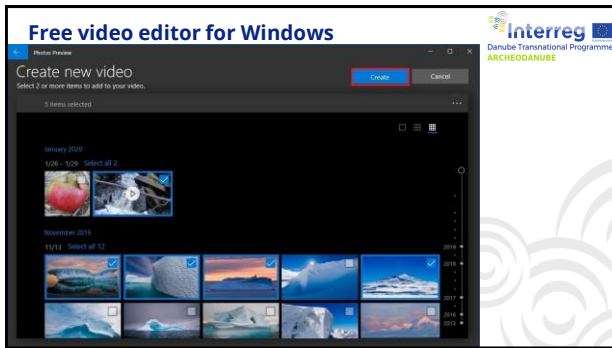 Free video editor for Windows
Interreg
Danube Transnational Programme
ARCHEODANUBE
Photos Preview
Create new video
Select 2 or more items to add to your video.
Create
Cancel
5 items selected
January 2020
1/26 – 1/29 Select all 2
November 2019
11/13 Select all 12
2019
2018
2017
2016
2015